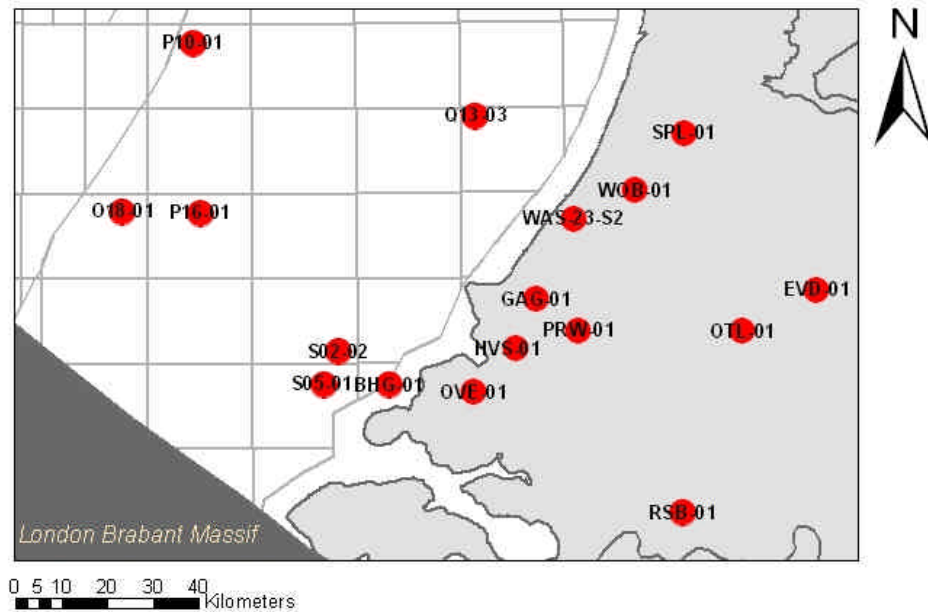 P10-01
N
Q13-03
SPL-01
WOB-01
O18-01 P16-01 WAS-23-S2
EVD-01
GAG-01
PRW-01 OTL-01
HVS-01
S02-02
S05-01 BHG-01
OVE-01
RSB-01
London Brabant Massif
0 5 10 20 30 40
Kilometers